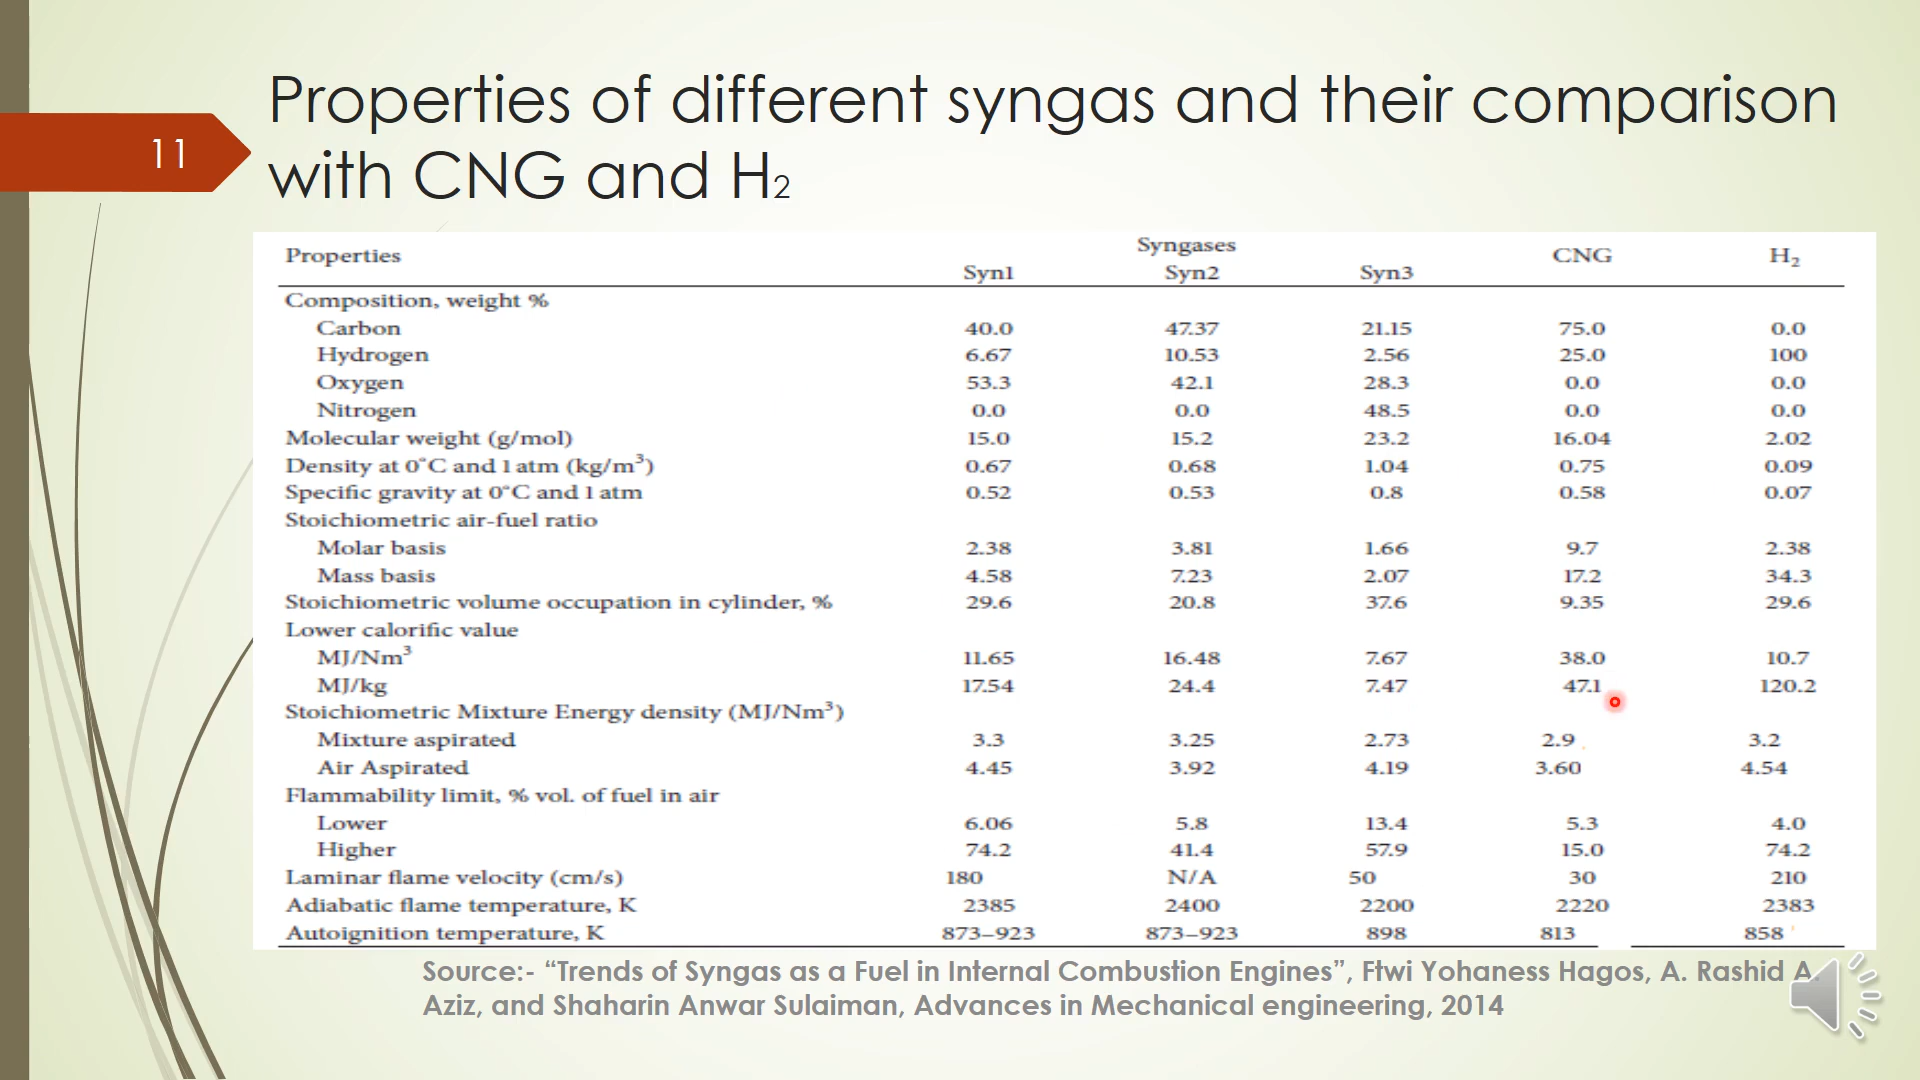 11
Properties of different syngas and their comparison
with CNG and H2
Properties Syngases CNG H2
Syn1 Syn2 Syn3
Composition, weight %
Carbon 40.0 47.37 21.15 75.0 0.0
Hydrogen 6.67 10.53 2.56 25.0 100
Oxygen 53.3 42.1 28.3 0.0 0.0
Nitrogen 0.0 0.0 48.5 0.0 0.0
Molecular weight (g/mol) 15.0 15.2 23.2 16.04 2.02
Density at 0°C and 1 atm (kg/m3) 0.67 0.68 1.04 0.75 0.09
Specific gravity at 0°C and 1 atm 0.52 0.53 0.8 0.58 0.07
Stoichiometric air-fuel ratio
Molar basis 2.38 3.81 1.66 9.7 2.38
Mass basis 4.58 7.23 2.07 17.2 34.3
Stoichiometric volume occupation in cylinder, % 29.6 20.8 37.6 9.35 29.6
Lower calorific value
MJ/Nm3 11.65 16.48 7.67 38.0 10.7
MJ/kg 17.54 24.4 7.47 47.1 120.2
Stoichiometric Mixture Energy density (MJ/Nm3)
Mixture aspirated 3.3 3.25 2.73 2.9 3.2
Air Aspirated 4.45 3.92 4.19 3.60 4.54
Flammability limit, % vol. of fuel in air
Lower 6.06 5.8 13.4 5.3 4.0
Higher 74.2 41.4 57.9 15.0 74.2
Laminar flame velocity (cm/s) 180 N/A 50 30 210
Adiabatic flame temperature, K 2385 2400 2200 2220 2383
Autoignition temperature, K 873–923 873–923 898 813 858
Source:- “Trends of Syngas as a Fuel in Internal Combustion Engines”, Ftwi Yohaness Hagos, A. Rashid A.
Aziz, and Shaharin Anwar Sulaiman, Advances in Mechanical engineering, 2014